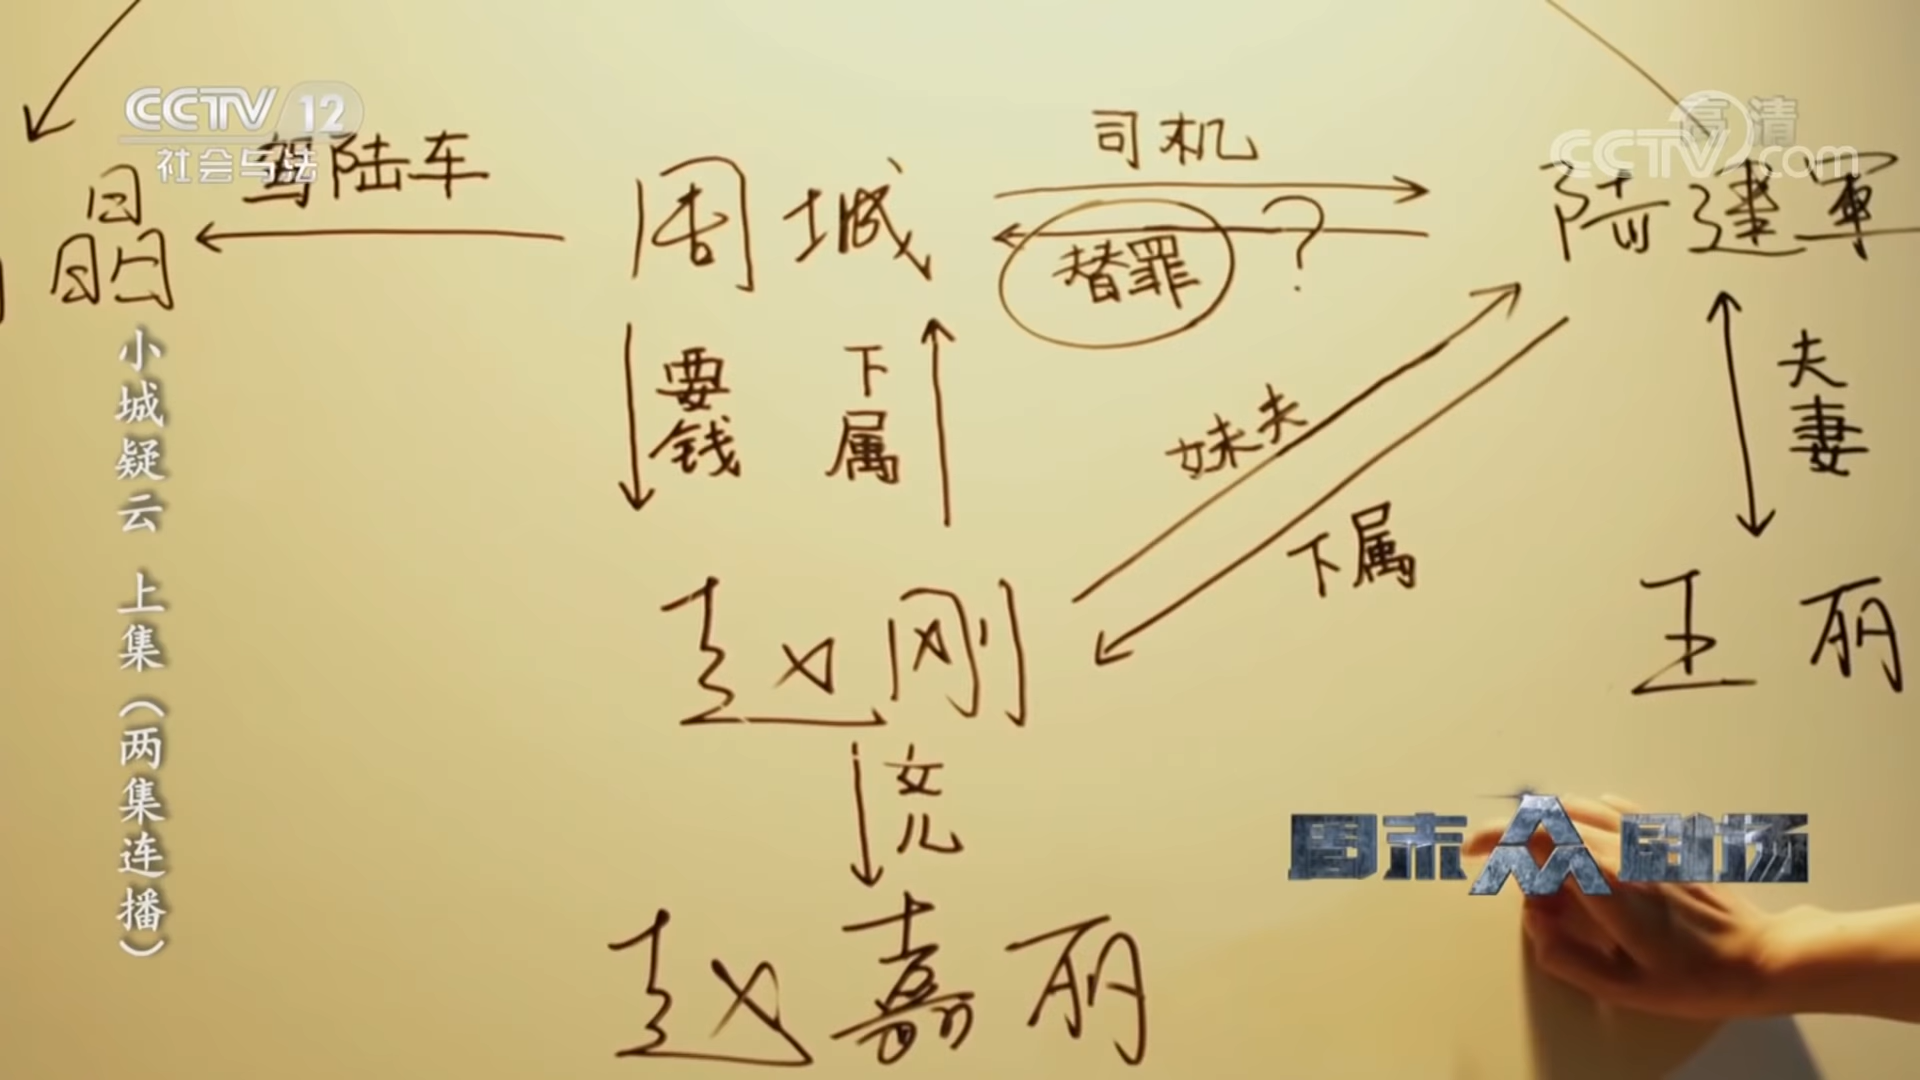 CCTV 12
社会与法
高清
CCTV.com
驾陆车
司机
晶
周城
替罪
?
陆建軍
要钱
下属
妹夫
下属
夫妻
赵刚
王丽
女儿
赵嘉丽
小城疑云 上集（两集连播）
周末剧场